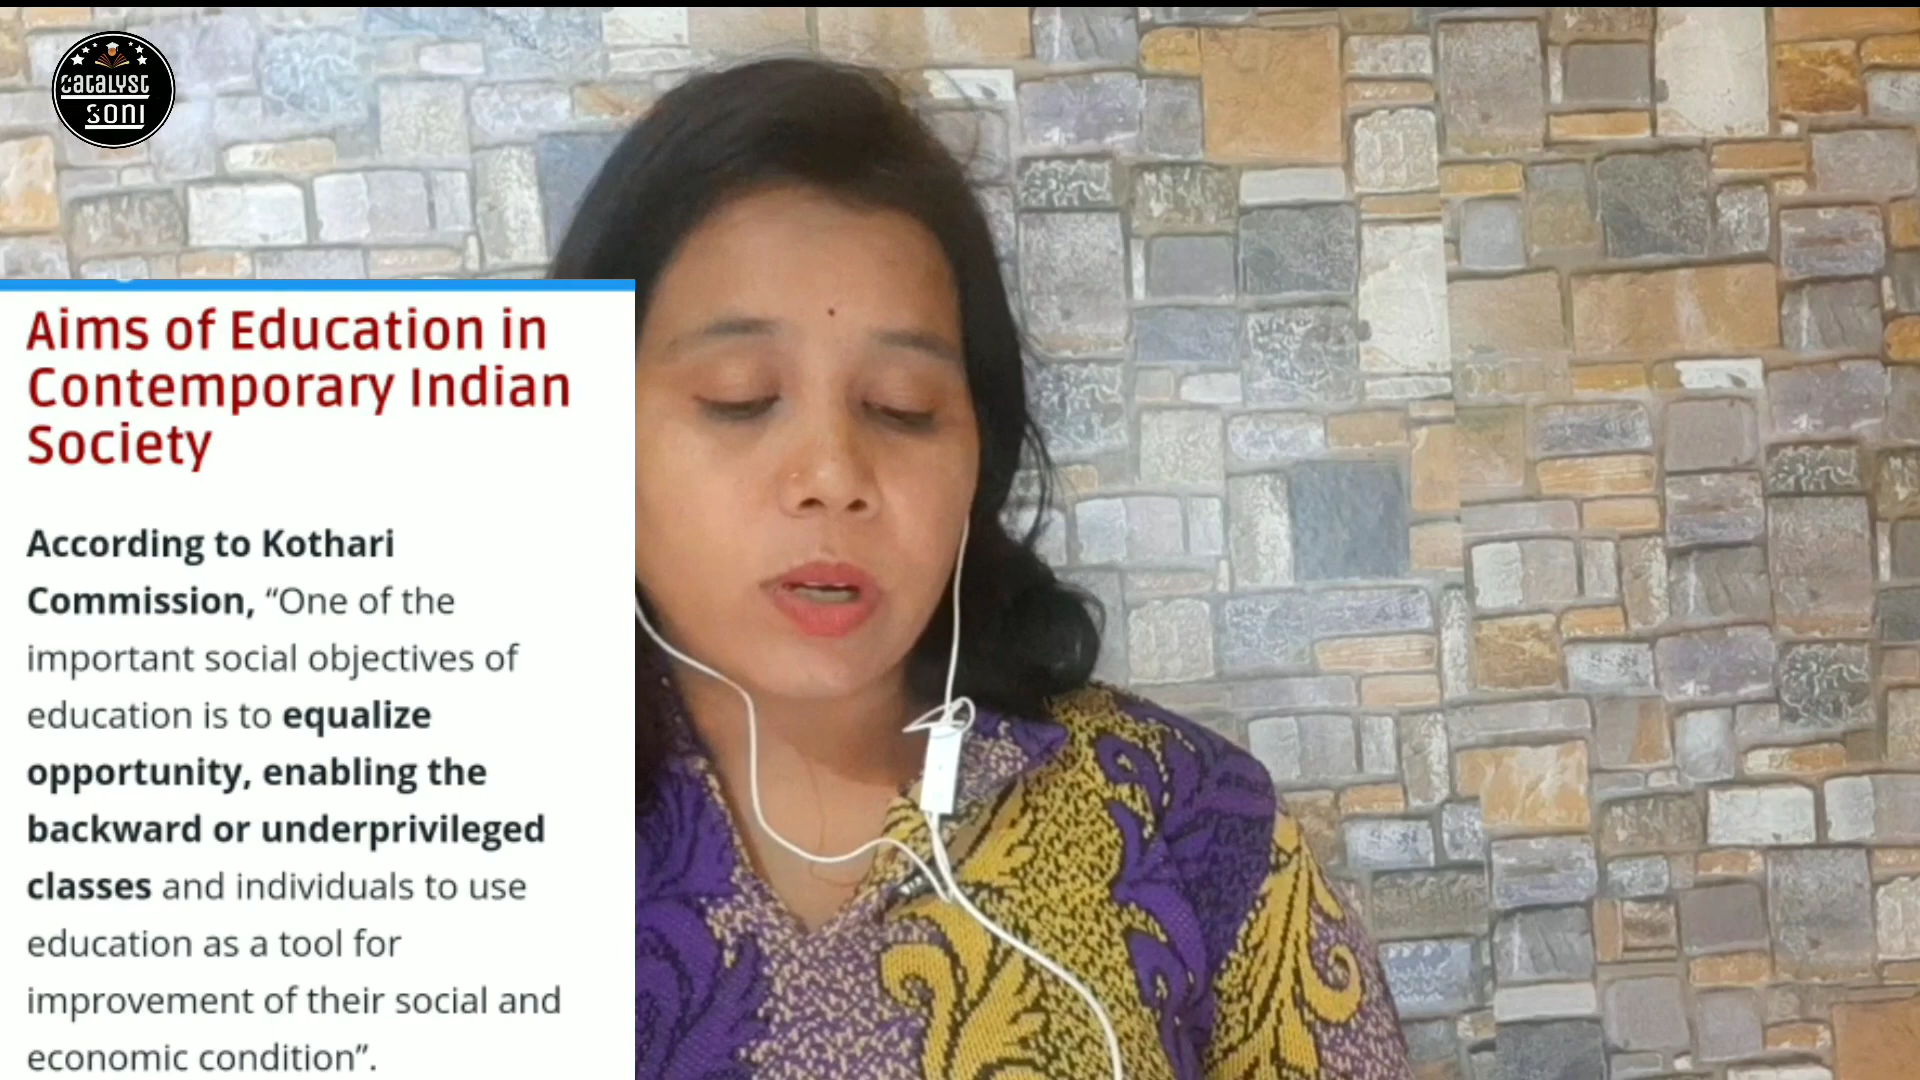 CATALYST
SONI
Aims of Education in
Contemporary Indian
Society
According to Kothari
Commission, “One of the
important social objectives of
education is to equalize
opportunity, enabling the
backward or underprivileged
classes and individuals to use
education as a tool for
improvement of their social and
economic condition”.